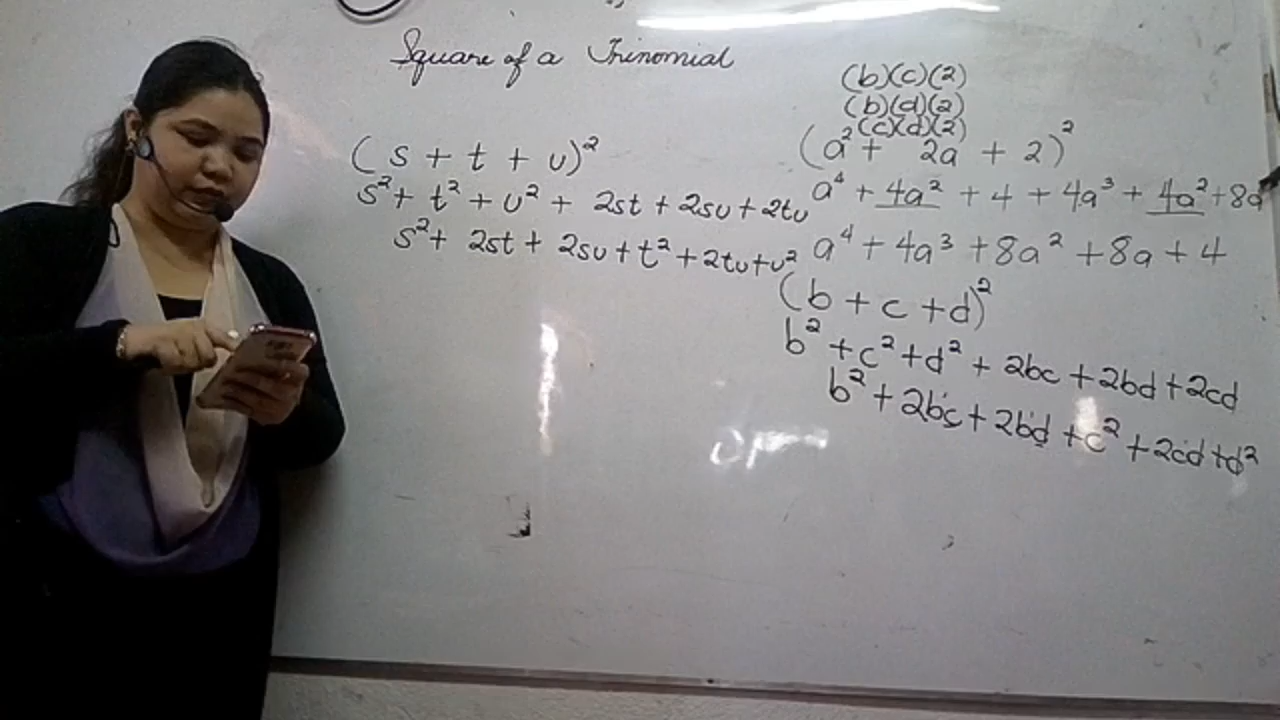 Square of a Trinomial
(s + t + u)²
s² + t² + u² + 2st + 2su + 2tu
s² + 2st + 2su + t² + 2tu + u²
(b)(c)(2)
(b)(d)(2)
(c)(d)(2)
(a² + 2a + 2)²
a⁴ + 4a² + 4 + 4a³ + 4a² + 8a
a⁴ + 4a³ + 8a² + 8a + 4
(b + c + d)²
b² + c² + d² + 2bc + 2bd + 2cd
b² + 2bc + 2bd + c² + 2cd + d²